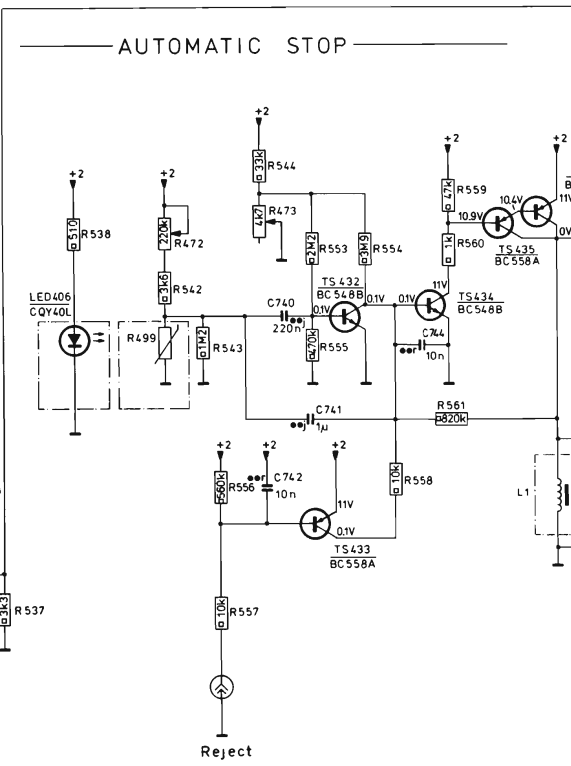 AUTOMATIC STOP
+2
+2
+2
+2
+2
33k
R544
47k
R559
10.4V
11V
510
R538
220k
R472
4k7
R473
2M2
R553
3M9
R554
10.9V
1k
R560
TS435
BC558A
0V
3k6
R542
TS432
BC548B
11V
TS434
BC548B
LED406
CQY40L
C740
220n
0.1V
0.1V
0.1V
R499
1M2
R543
470k
R555
C744
10n
C741
1µ
R561
820k
+2
+2
+2
560k
R556
C742
10n
10k
R558
L1
11V
0.1V
TS433
BC558A
3k3
R537
10k
R557
Reject